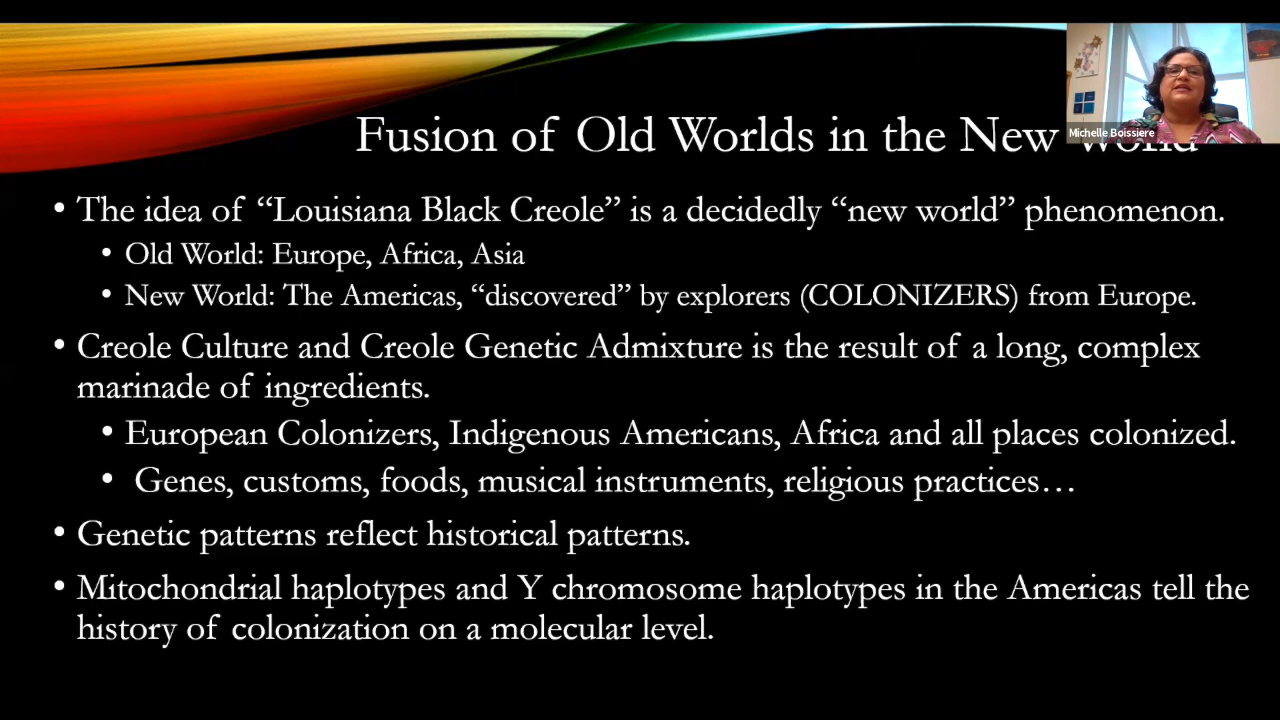 Fusion of Old Worlds in the New World
Michelle Boissiere
• The idea of “Louisiana Black Creole” is a decidedly “new world” phenomenon.
• Old World: Europe, Africa, Asia
• New World: The Americas, “discovered” by explorers (COLONIZERS) from Europe.
• Creole Culture and Creole Genetic Admixture is the result of a long, complex
marinade of ingredients.
• European Colonizers, Indigenous Americans, Africa and all places colonized.
• Genes, customs, foods, musical instruments, religious practices…
• Genetic patterns reflect historical patterns.
• Mitochondrial haplotypes and Y chromosome haplotypes in the Americas tell the
history of colonization on a molecular level.